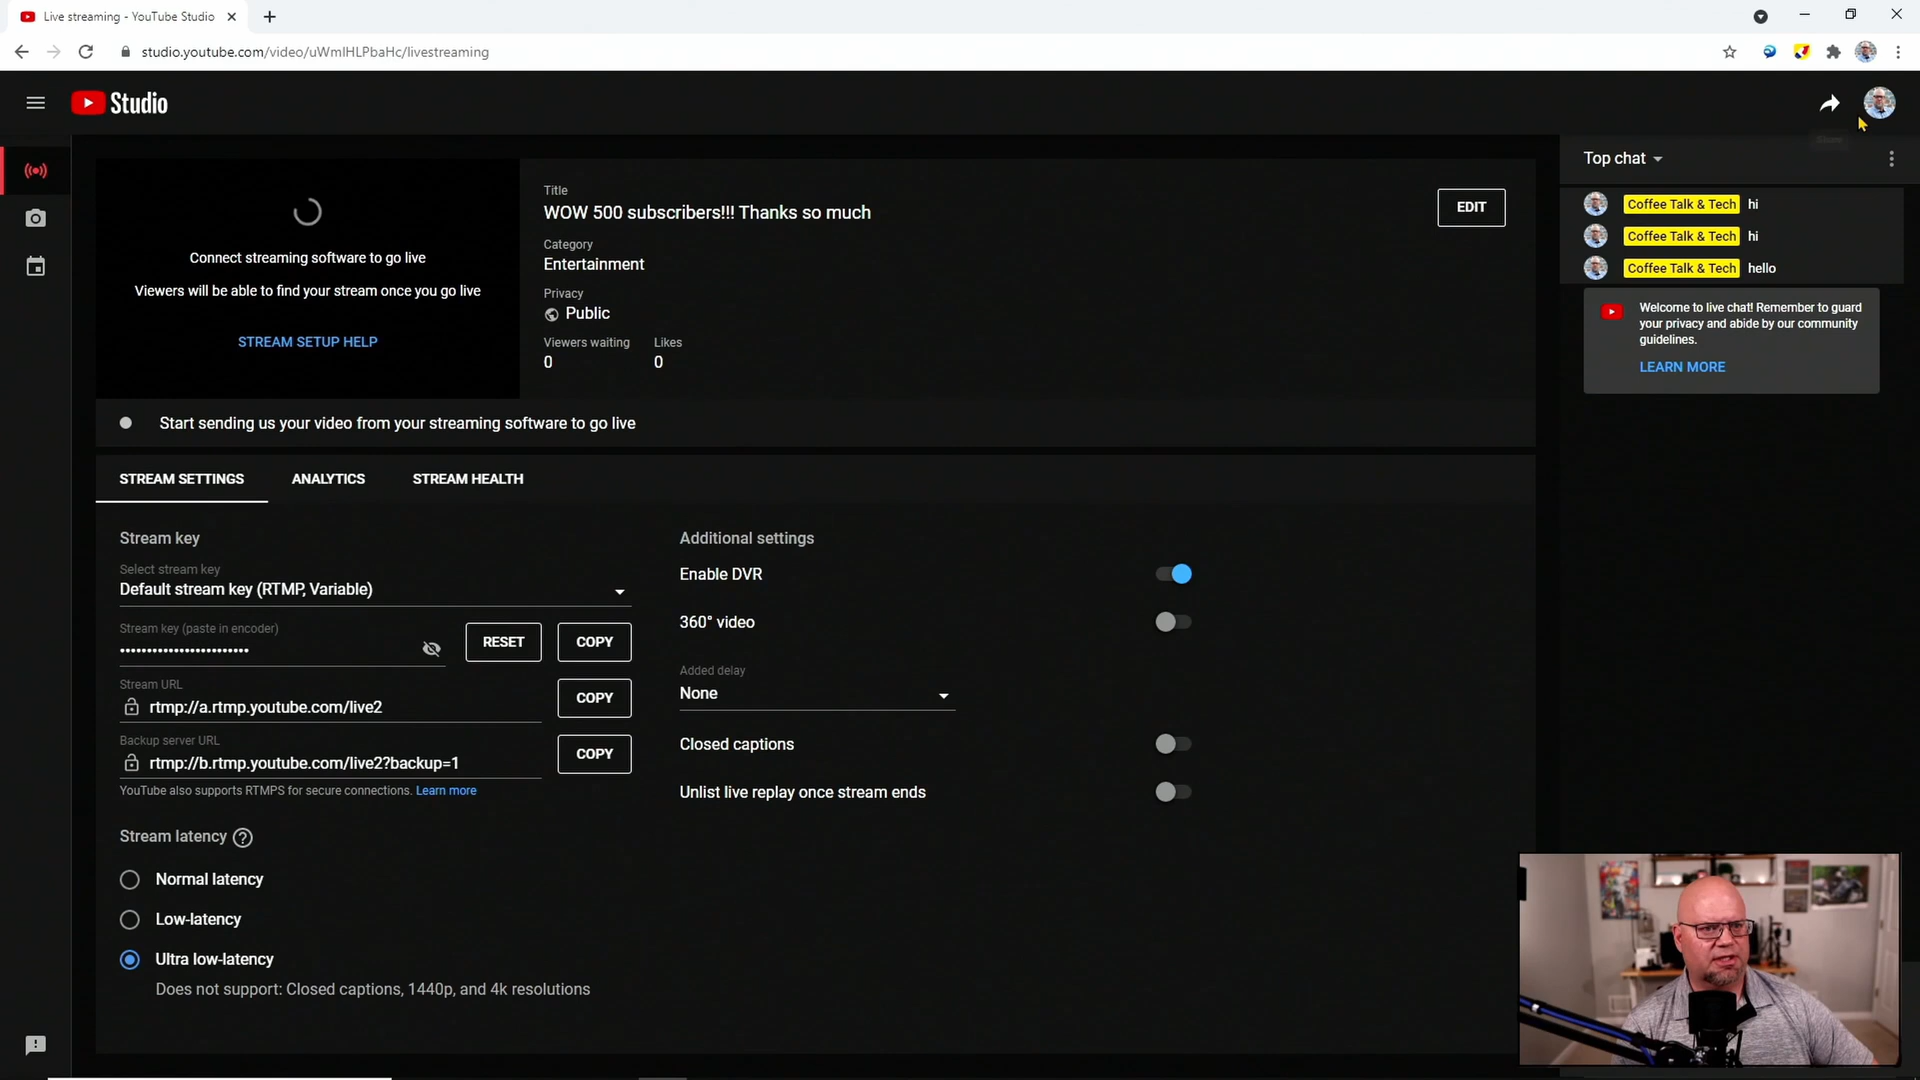 Live streaming - YouTube Studio
studio.youtube.com/video/uWmIHLPbaHc/livestreaming
Studio
Connect streaming software to go live
Viewers will be able to find your stream once you go live
STREAM SETUP HELP
Title
WOW 500 subscribers!!! Thanks so much
EDIT
Category
Entertainment
Privacy
Public
Viewers waiting Likes
0 0
Start sending us your video from your streaming software to go live
STREAM SETTINGS ANALYTICS STREAM HEALTH
Stream key
Select stream key
Default stream key (RTMP, Variable)
Stream key (paste in encoder)
•••••••••••••••••••••••• RESET COPY
Stream URL
rtmp://a.rtmp.youtube.com/live2 COPY
Backup server URL
rtmp://b.rtmp.youtube.com/live2?backup=1 COPY
YouTube also supports RTMPS for secure connections. Learn more
Stream latency
Normal latency
Low-latency
Ultra low-latency
Does not support: Closed captions, 1440p, and 4k resolutions
Additional settings
Enable DVR
360° video
Added delay
None
Closed captions
Unlist live replay once stream ends
Share
Top chat
Coffee Talk & Tech hi
Coffee Talk & Tech hi
Coffee Talk & Tech hello
Welcome to live chat! Remember to guard
your privacy and abide by our community
guidelines.
LEARN MORE